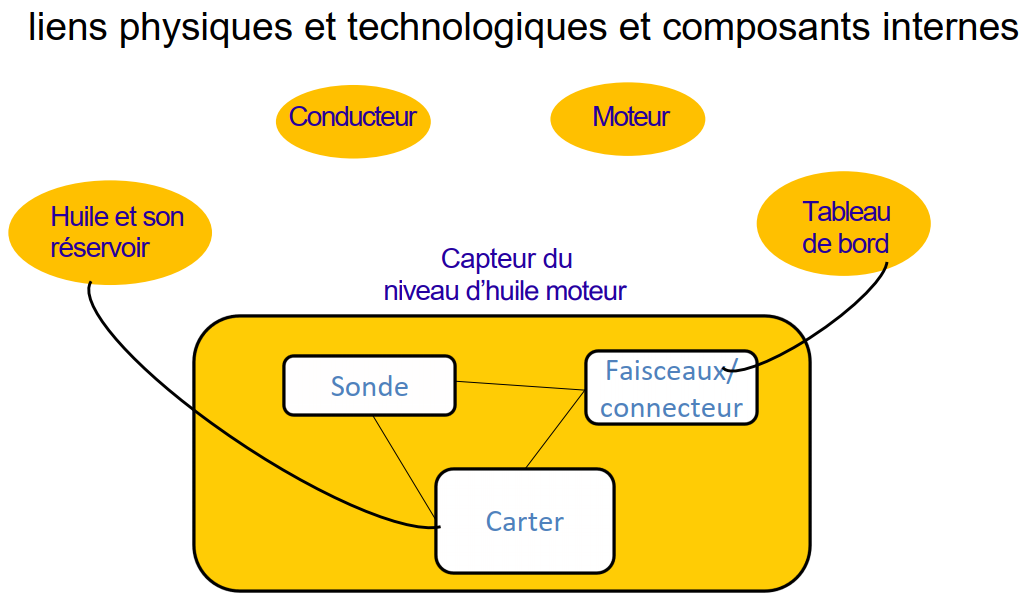 liens physiques et technologiques et composants internes
Conducteur
Moteur
Huile et son
réservoir
Tableau
de bord
Capteur du
niveau d’huile moteur
Sonde
Faisceaux/
connecteur
Carter